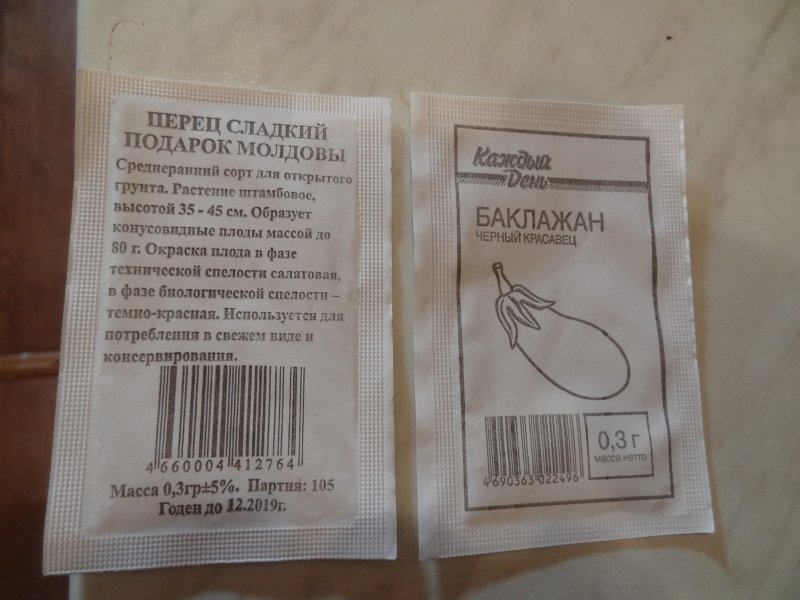 ПЕРЕЦ СЛАДКИЙ
ПОДАРОК МОЛДОВЫ
Среднеранний сорт для открытого
грунта. Растение штамбовое,
высотой 35 - 45 см. Образует
конусовидные плоды массой до
80 г. Окраска плода в фазе
технической спелости салатовая,
в фазе биологической спелости –
темно-красная. Используется для
потребления в свежем виде и
консервирования.
4 660004 412764
Масса 0,3гр±5%. Партия: 105
Годен до 12.2019г.
Каждый
День
БАКЛАЖАН
ЧЕРНЫЙ КРАСАВЕЦ
0,3 г
масса нетто
4 690363 022496